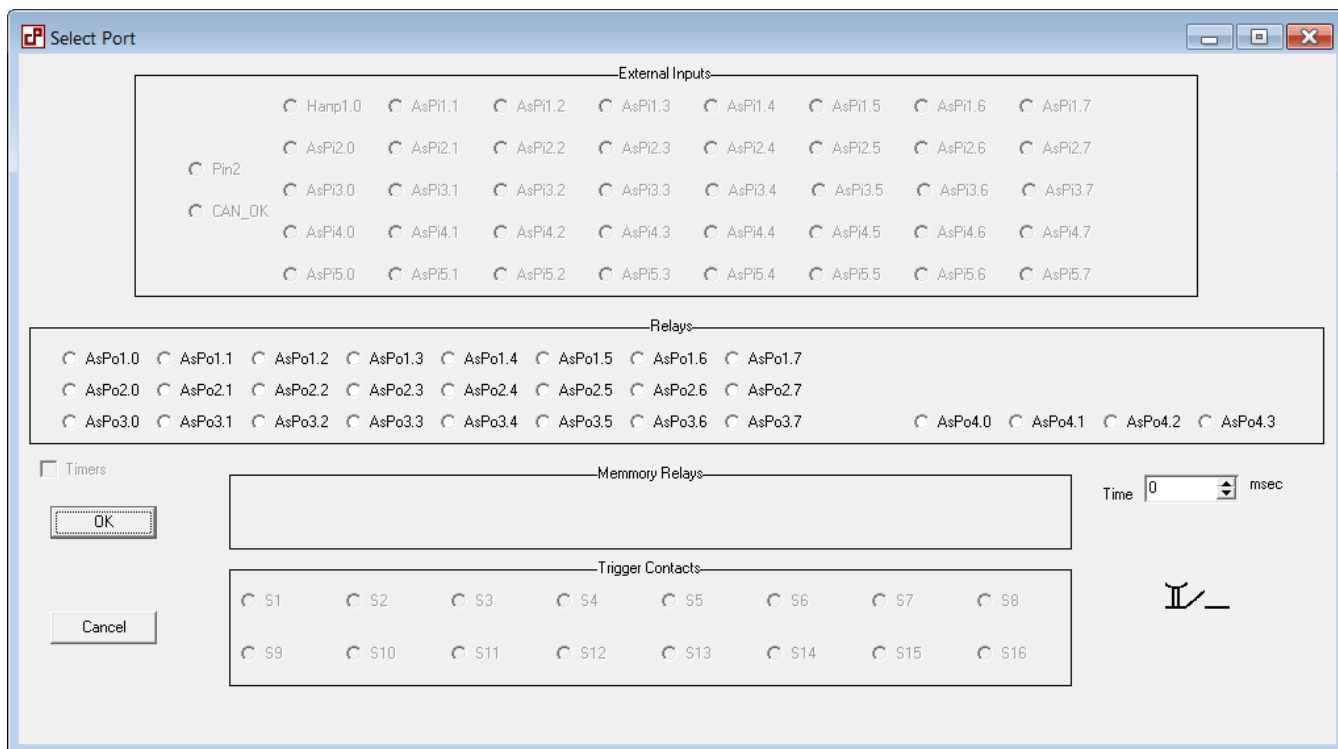 Select Port
External Inputs
Напр1.0 AsPi1.1 AsPi1.2 AsPi1.3 AsPi1.4 AsPi1.5 AsPi1.6 AsPi1.7
AsPi2.0 AsPi2.1 AsPi2.2 AsPi2.3 AsPi2.4 AsPi2.5 AsPi2.6 AsPi2.7
Pin2
AsPi3.0 AsPi3.1 AsPi3.2 AsPi3.3 AsPi3.4 AsPi3.5 AsPi3.6 AsPi3.7
CAN_OK
AsPi4.0 AsPi4.1 AsPi4.2 AsPi4.3 AsPi4.4 AsPi4.5 AsPi4.6 AsPi4.7
AsPi5.0 AsPi5.1 AsPi5.2 AsPi5.3 AsPi5.4 AsPi5.5 AsPi5.6 AsPi5.7
Relays
AsPo1.0 AsPo1.1 AsPo1.2 AsPo1.3 AsPo1.4 AsPo1.5 AsPo1.6 AsPo1.7
AsPo2.0 AsPo2.1 AsPo2.2 AsPo2.3 AsPo2.4 AsPo2.5 AsPo2.6 AsPo2.7
AsPo3.0 AsPo3.1 AsPo3.2 AsPo3.3 AsPo3.4 AsPo3.5 AsPo3.6 AsPo3.7 AsPo4.0 AsPo4.1 AsPo4.2 AsPo4.3
Timers
Memmory Relays
Time 0 msec
OK
Trigger Contacts
S1 S2 S3 S4 S5 S6 S7 S8
Cancel
S9 S10 S11 S12 S13 S14 S15 S16